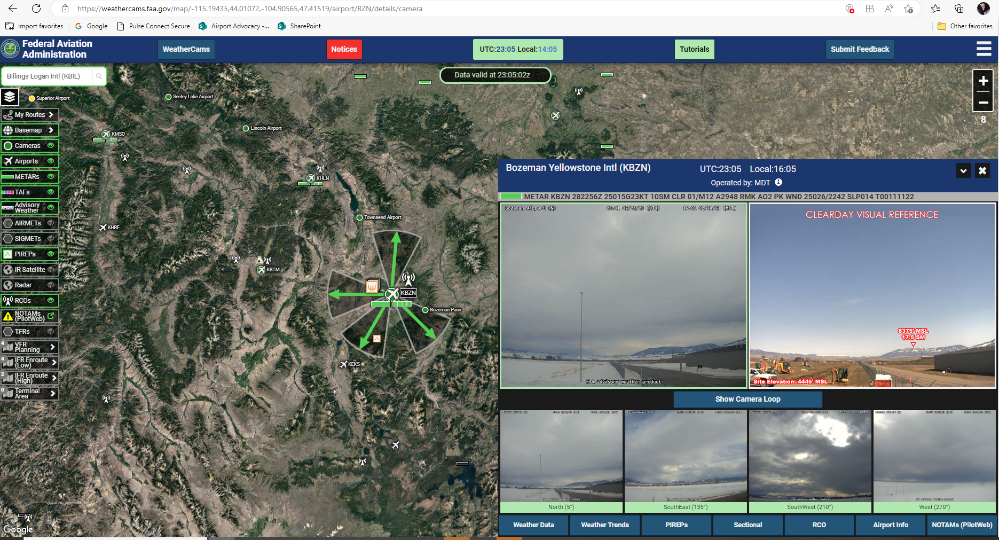 https://weathercams.faa.gov/map/-115.19435,44.01072,-104.90565,47.41519/airport/BZN/details/camera
Import favorites
Google
Pulse Connect Secure
Airport Advocacy -...
SharePoint
Other favorites
Federal Aviation
Administration
WeatherCams
Notices
UTC:23:05 Local:14:05
Tutorials
Submit Feedback
Billings Logan Intl (KBIL)
Data valid at 23:05:02z
8
Superior Airport
Seeley Lake Airport
Lincoln Airport
KMSO
KHLN
Townsend Airport
KHRF
KBTM
KBZN
Bozeman Pass
KEKS
My Routes
Basemap
Cameras
Airports
METARs
TAFs
Advisory
Weather
AIRMETs
SIGMETs
PIREPs
IR Satellite
Radar
RCOs
NOTAMs
(PilotWeb)
TFRs
4
VFR
Planning
4
IFR Enroute
(Low)
2
IFR Enroute
(High)
0
Terminal
Area
Google
Bozeman Yellowstone Intl (KBZN)
UTC:23:05 Local:16:05
Operated by: MDT
METAR KBZN 282256Z 25015G23KT 10SM CLR 01/M12 A2948 RMK AO2 PK WND 25026/2242 SLP014 T00111122
Bozeman Airport (N) 23:01 02/28/23 (UTC) 16:01 02/28/23 (MST)
FAA advisory weather product
CLEARDAY VISUAL REFERENCE
8375' MSL
17.5 SM
Site Elevation: 4445' MSL
Show Camera Loop
North (5°)
SouthEast (135°)
SouthWest (210°)
West (270°)
Weather Data
Weather Trends
PIREPs
Sectional
RCO
Airport Info
NOTAMs (PilotWeb)